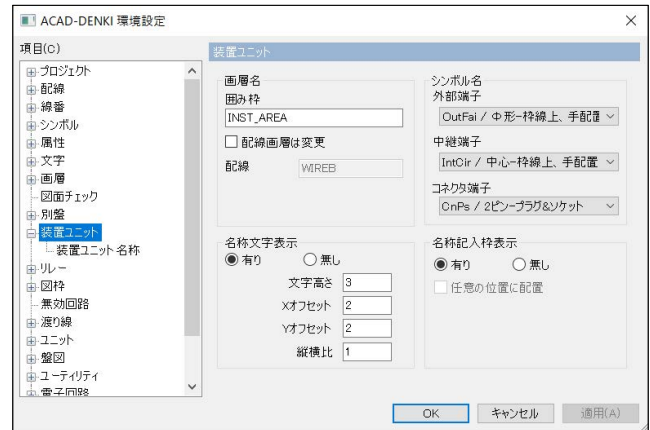 ACAD-DENKI 環境設定
項目(C)
プロジェクト
配線
線番
シンボル
属性
文字
画層
図面チェック
別盤
装置ユニット
装置ユニット名称
リレー
図枠
無効回路
渡り線
ユニット
盤図
ユーティリティ
電子回路
装置ユニット
画層名
囲み枠
INST_AREA
配線画層は変更
配線
WIREB
シンボル名
外部端子
OutFai / Φ形-枠線上、手配置
中継端子
IntCir / 中心-枠線上、手配置
コネクタ端子
CnPs / 2ピン-プラグ&ソケット
名称文字表示
有り
無し
文字高さ 3
Xオフセット 2
Yオフセット 2
縦横比 1
名称記入枠表示
有り
無し
任意の位置に配置
OK
キャンセル
適用(A)